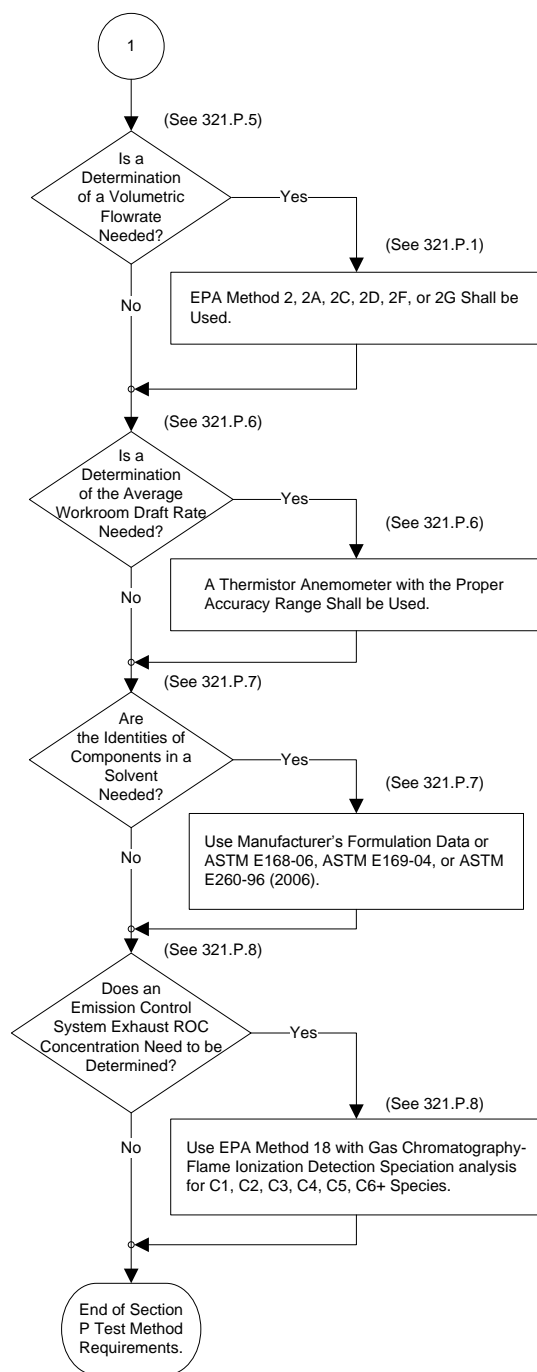 1
(See 321.P.5)
Is a
Determination
of a Volumetric
Flowrate
Needed?
Yes
(See 321.P.1)
No
EPA Method 2, 2A, 2C, 2D, 2F, or 2G Shall be
Used.
(See 321.P.6)
Is a
Determination
of the Average
Workroom Draft Rate
Needed?
Yes
(See 321.P.6)
No
A Thermistor Anemometer with the Proper
Accuracy Range Shall be Used.
(See 321.P.7)
Are
the Identities of
Components in a
Solvent
Needed?
Yes
(See 321.P.7)
No
Use Manufacturer's Formulation Data or
ASTM E168-06, ASTM E169-04, or ASTM
E260-96 (2006).
(See 321.P.8)
Does an
Emission Control
System Exhaust ROC
Concentration Need to be
Determined?
Yes
(See 321.P.8)
No
Use EPA Method 18 with Gas Chromatography-
Flame Ionization Detection Speciation analysis
for C1, C2, C3, C4, C5, C6+ Species.
End of Section
P Test Method
Requirements.